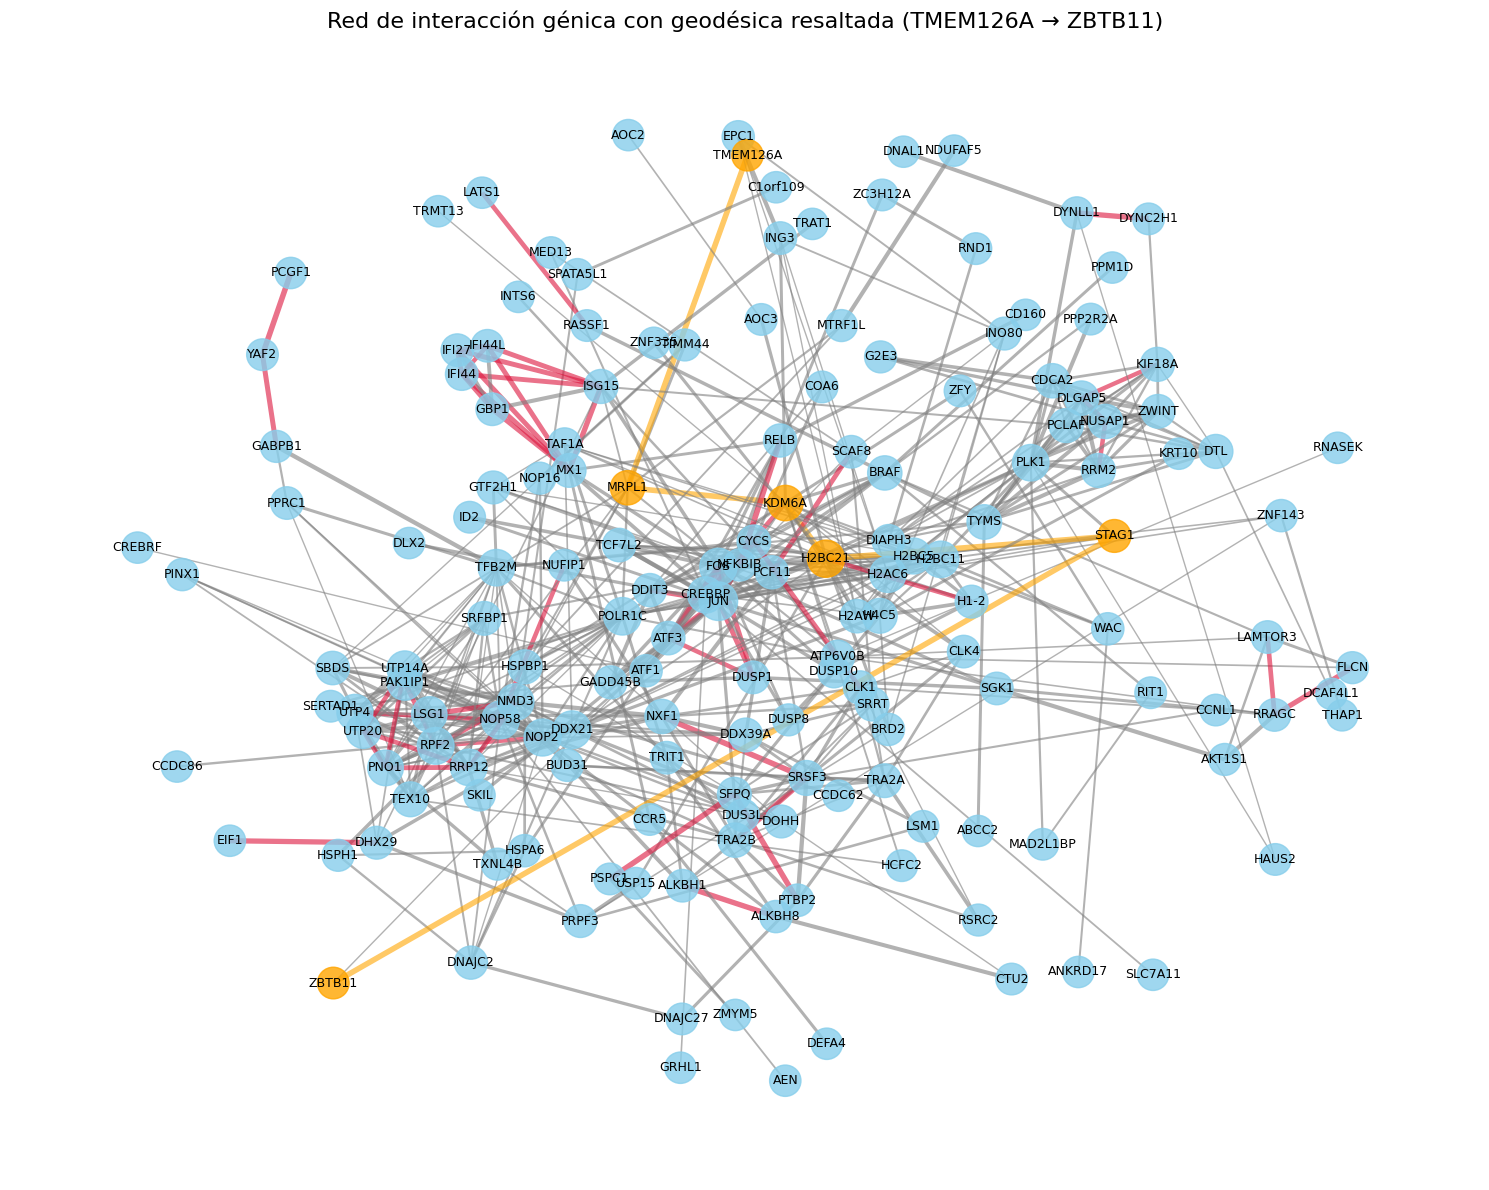 Red de interacción génica con geodésica resaltada (TMEM126A → ZBTB11)
AOC2
EPC1
TMEM126A
DNAL1
NDUFAF5
C1orf109
LATS1
ZC3H12A
TRMT13
TRAT1
DYNLL1
DYNC2H1
ING3
MED13
RND1
SPATA5L1
PCGF1
PPM1D
INTS6
CD160
RASSF1
AOC3
MTRF1L
PPP2R2A
INO80
ZNF335
TIMM44
IFI27
IFI44L
YAF2
G2E3
KIF18A
IFI44
ISG15
COA6
CDCA2
ZFY
DLGAP5
GBP1
ZWINT
PCLAF
NUSAP1
GABPB1
TAF1A
RELB
SCAF8
RNASEK
DTL
KRT10
PLK1
MX1
RRM2
BRAF
NOP16
GTF2H1
MRPL1
PPRC1
KDM6A
ID2
TYMS
ZNF143
STAG1
CREBRF
DLX2
TCF7L2
CYCS
DIAPH3
H2BC5
H2BC11
H2BC21
PINX1
TFB2M
NUFIP1
FOS
NFKBIB
PCF11
H2AC6
DDIT3
CREBBP
JUN
H1-2
SRFBP1
POLR1C
H4C5
WAC
ATF3
LAMTOR3
CLK4
SBDS
UTP14A
HSPBP1
ATP6V0B
FLCN
ATF1
DUSP10
PAK1IP1
GADD45B
DUSP1
CLK1
SGK1
RIT1
DCAF4L1
NMD3
SRRT
SERTAD1
UTP4
LSG1
NOP58
NXF1
DUSP8
CCNL1
RRAGC
THAP1
UTP20
DDX21
DDX39A
BRD2
NOP2
RPF2
TRIT1
AKT1S1
CCDC86
PNO1
RRP12
BUD31
SRSF3
TRA2A
SKIL
SFPQ
CCDC62
TEX10
DUS3L
CCR5
DOHH
LSM1
ABCC2
EIF1
DHX29
TRA2B
MAD2L1BP
HSPH1
HSPA6
HAUS2
TXNL4B
HCFC2
PSPC1
USP15
ALKBH1
PTBP2
ALKBH8
PRPF3
RSRC2
DNAJC2
ANKRD17
SLC7A11
CTU2
ZBTB11
DNAJC27
ZMYM5
DEFA4
GRHL1
AEN